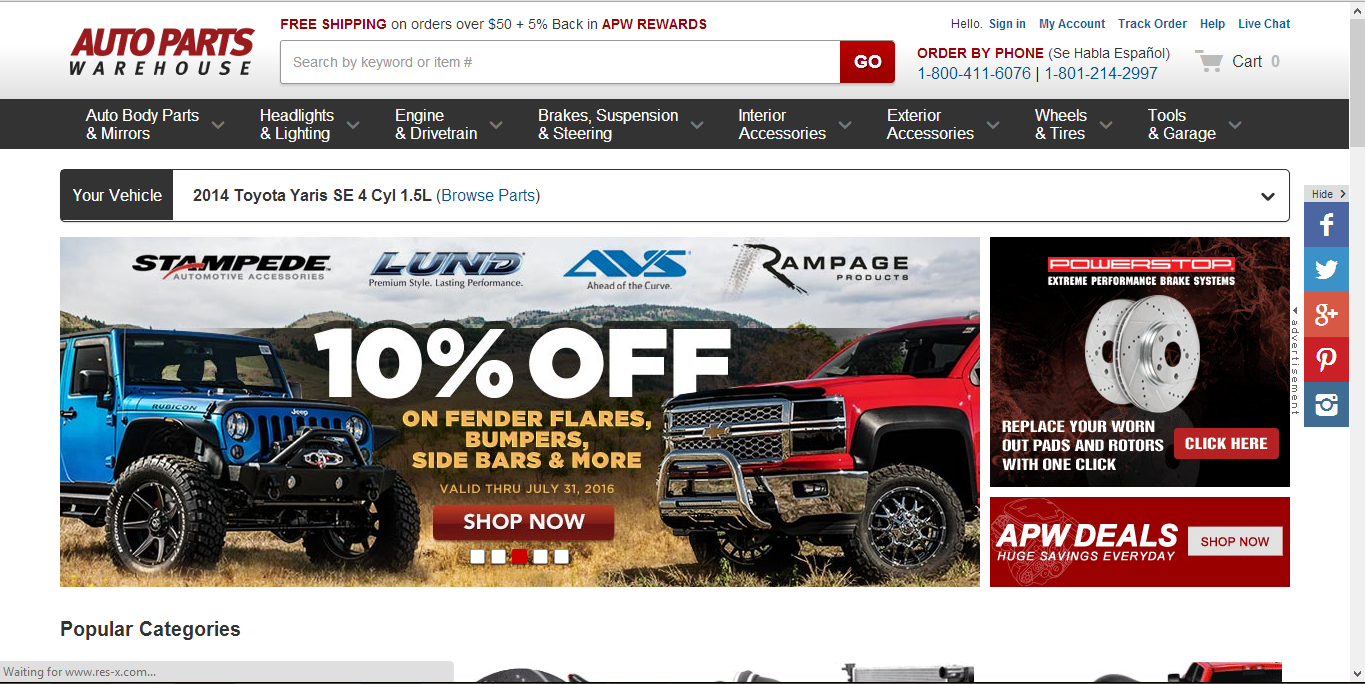 AUTO PARTS
WAREHOUSE
FREE SHIPPING on orders over $50 + 5% Back in APW REWARDS
Search by keyword or item #
GO
Hello. Sign in My Account Track Order Help Live Chat
ORDER BY PHONE (Se Habla Español)
1-800-411-6076 | 1-801-214-2997
Cart 0
Auto Body Parts
& Mirrors
Headlights
& Lighting
Engine
& Drivetrain
Brakes, Suspension
& Steering
Interior
Accessories
Exterior
Accessories
Wheels
& Tires
Tools
& Garage
Your Vehicle
2014 Toyota Yaris SE 4 Cyl 1.5L (Browse Parts)
STAMPEDE
AUTOMOTIVE ACCESSORIES
LUND
Premium Style. Lasting Performance.
AVS
Ahead of the Curve.
RAMPAGE
PRODUCTS
10% OFF
ON FENDER FLARES,
BUMPERS,
SIDE BARS & MORE
VALID THRU JULY 31, 2016
SHOP NOW
RUBICON
Jeep
POWERSTOP
EXTREME PERFORMANCE BRAKE SYSTEMS
REPLACE YOUR WORN
OUT PADS AND ROTORS
WITH ONE CLICK
CLICK HERE
APW DEALS
HUGE SAVINGS EVERYDAY
SHOP NOW
advertisement
Hide
f
g+
Popular Categories
Waiting for www.res-x.com...